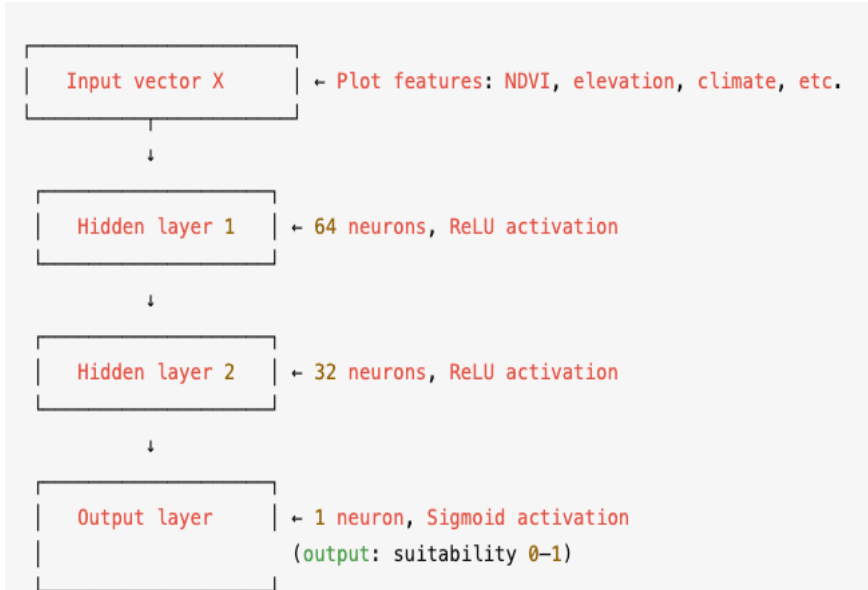 Input vector X ← Plot features: NDVI, elevation, climate, etc.
↓
Hidden layer 1 ← 64 neurons, ReLU activation
↓
Hidden layer 2 ← 32 neurons, ReLU activation
↓
Output layer ← 1 neuron, Sigmoid activation
(output: suitability 0–1)